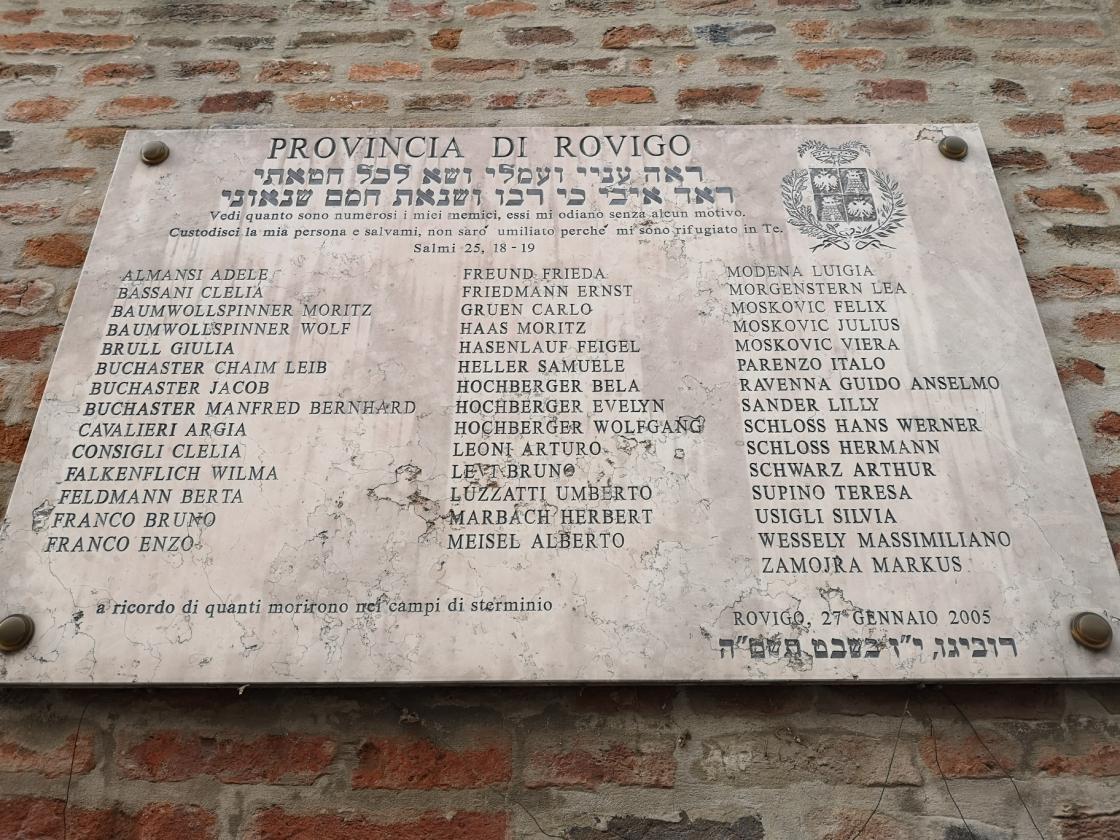 PROVINCIA DI ROVIGO
ראה עניי ועמלי ושא לכל חטאתי
ראה איבי כי רבו ושנאת חמס שנאוני
Vedi quanto sono numerosi i miei memici, essi mi odiano senza alcun motivo.
Custodisci la mia persona e salvami, non saro' umiliato perche' mi sono rifugiato in Te.
Salmi 25, 18 - 19
ALMANSI ADELE
BASSANI CLELIA
BAUMWOLLSPINNER MORITZ
BAUMWOLLSPINNER WOLF
BRULL GIULIA
BUCHASTER CHAIM LEIB
BUCHASTER JACOB
BUCHASTER MANFRED BERNHARD
CAVALIERI ARGIA
CONSIGLI CLELIA
FALKENFLICH WILMA
FELDMANN BERTA
FRANCO BRUNO
FRANCO ENZO
FREUND FRIEDA
FRIEDMANN ERNST
GRUEN CARLO
HAAS MORITZ
HASENLAUF FEIGEL
HELLER SAMUELE
HOCHBERGER BELA
HOCHBERGER EVELYN
HOCHBERGER WOLFGANG
LEONI ARTURO
LEVI BRUNO
LUZZATTI UMBERTO
MARBACH HERBERT
MEISEL ALBERTO
MODENA LUIGIA
MORGENSTERN LEA
MOSKOVIC FELIX
MOSKOVIC JULIUS
MOSKOVIC VIERA
PARENZO ITALO
RAVENNA GUIDO ANSELMO
SANDER LILLY
SCHLOSS HANS WERNER
SCHLOSS HERMANN
SCHWARZ ARTHUR
SUPINO TERESA
USIGLI SILVIA
WESSELY MASSIMILIANO
ZAMOJRA MARKUS
a ricordo di quanti morirono nei campi di sterminio
ROVIGO, 27 GENNAIO 2005
רוביגו, י"ז בשבט תשס"ה